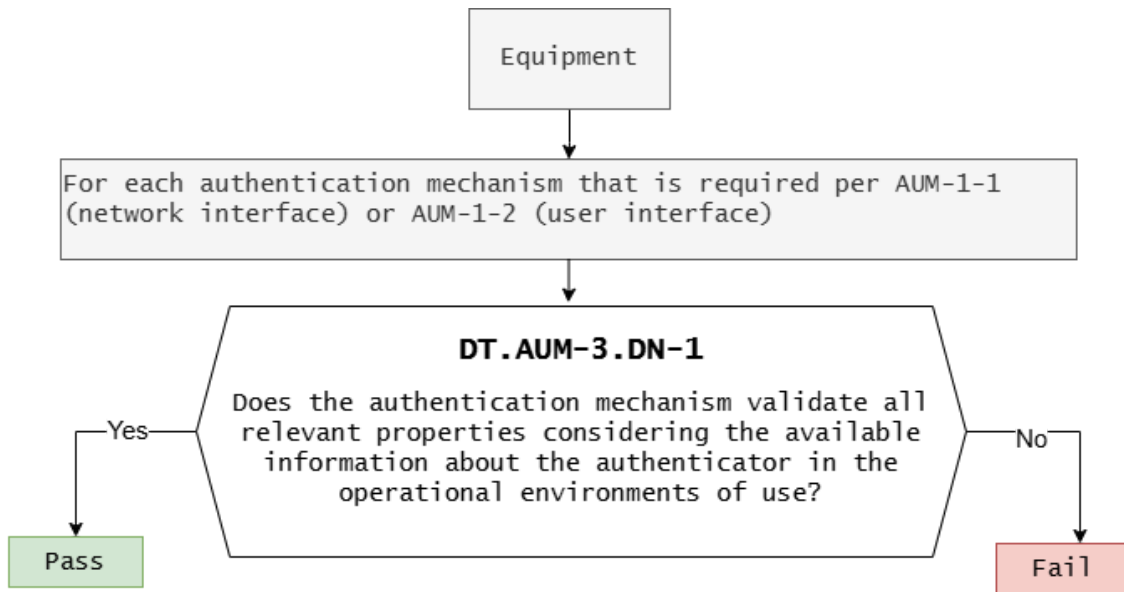 Equipment
For each authentication mechanism that is required per AUM-1-1
(network interface) or AUM-1-2 (user interface)
DT.AUM-3.DN-1
Does the authentication mechanism validate all
relevant properties considering the available
information about the authenticator in the
operational environments of use?
Yes
No
Pass
Fail